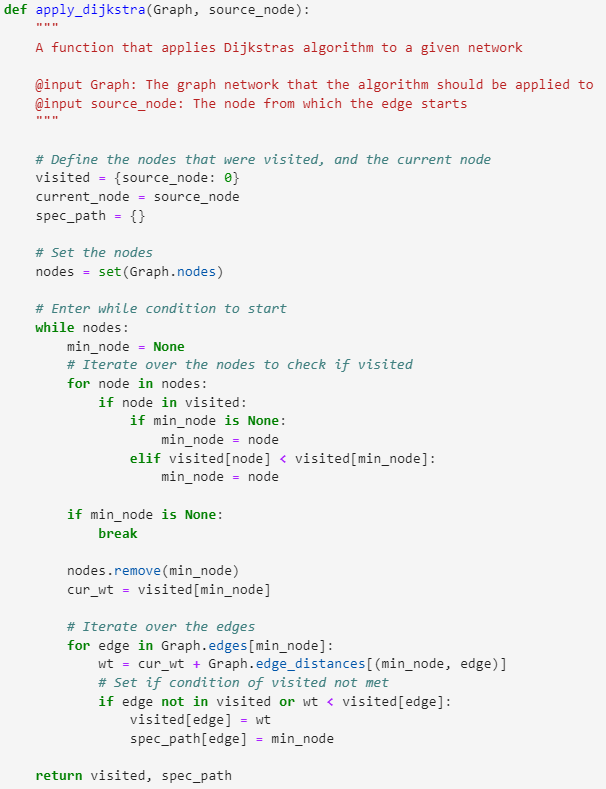 def apply_dijkstra(Graph, source_node):
    """
    A function that applies Dijkstras algorithm to a given network

    @input Graph: The graph network that the algorithm should be applied to
    @input source_node: The node from which the edge starts
    """

    # Define the nodes that were visited, and the current node
    visited = {source_node: 0}
    current_node = source_node
    spec_path = {}

    # Set the nodes
    nodes = set(Graph.nodes)

    # Enter while condition to start
    while nodes:
        min_node = None
        # Iterate over the nodes to check if visited
        for node in nodes:
            if node in visited:
                if min_node is None:
                    min_node = node
                elif visited[node] < visited[min_node]:
                    min_node = node

        if min_node is None:
            break

        nodes.remove(min_node)
        cur_wt = visited[min_node]

        # Iterate over the edges
        for edge in Graph.edges[min_node]:
            wt = cur_wt + Graph.edge_distances[(min_node, edge)]
            # Set if condition of visited not met
            if edge not in visited or wt < visited[edge]:
                visited[edge] = wt
                spec_path[edge] = min_node

    return visited, spec_path